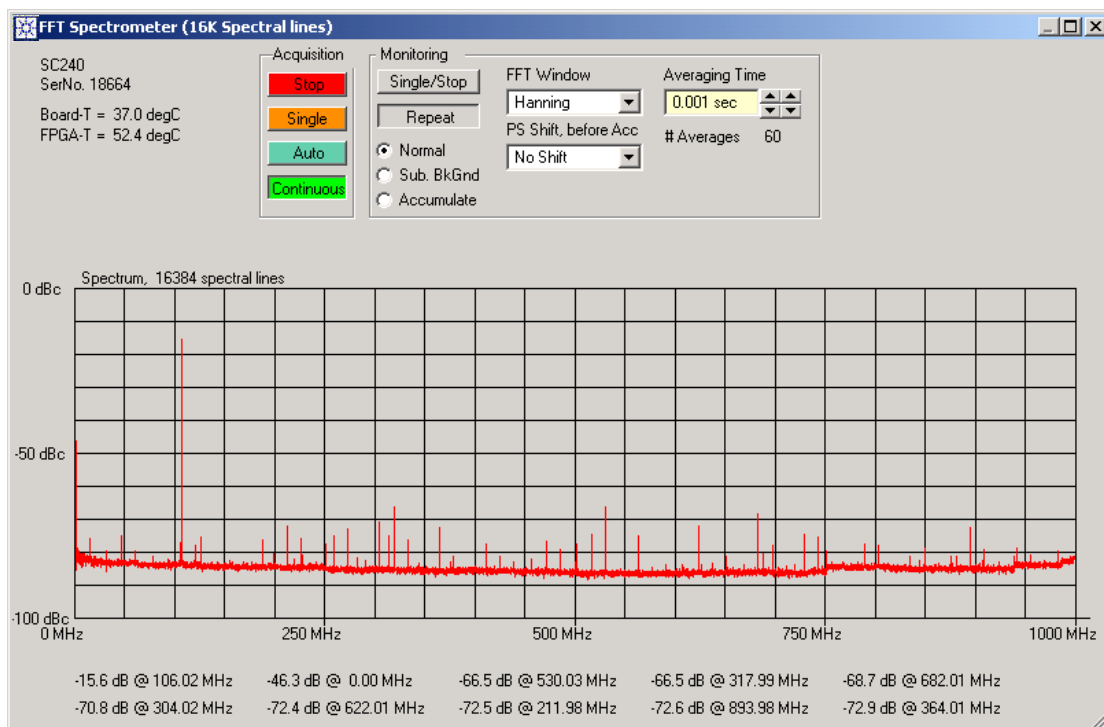 FFT Spectrometer (16K Spectral lines)
SC240
SerNo. 18664
Board-T = 37.0 degC
FPGA-T = 52.4 degC
Acquisition
Stop
Single
Auto
Continuous
Monitoring
Single/Stop
Repeat
Normal
Sub. BkGnd
Accumulate
FFT Window
Hanning
PS Shift, before Acc
No Shift
Averaging Time
0.001 sec
# Averages 60
Spectrum, 16384 spectral lines
0 dBc
-50 dBc
-100 dBc
0 MHz 250 MHz 500 MHz 750 MHz 1000 MHz
-15.6 dB @ 106.02 MHz -46.3 dB @ 0.00 MHz -66.5 dB @ 530.03 MHz -66.5 dB @ 317.99 MHz -68.7 dB @ 682.01 MHz
-70.8 dB @ 304.02 MHz -72.4 dB @ 622.01 MHz -72.5 dB @ 211.98 MHz -72.6 dB @ 893.98 MHz -72.9 dB @ 364.01 MHz